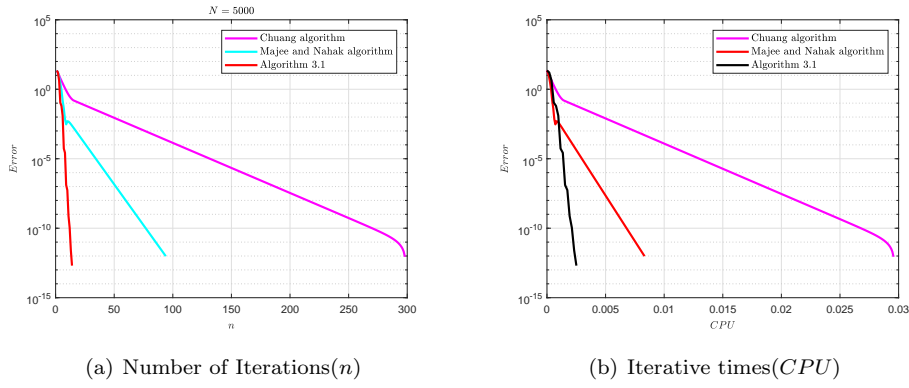 N = 5000
10^5
10^0
10^-5
10^-10
10^-15
Error
0 50 100 150 200 250 300
n
Chuang algorithm
Majee and Nahak algorithm
Algorithm 3.1
(a) Number of Iterations(n)
10^5
10^0
10^-5
10^-10
10^-15
Error
0 0.005 0.01 0.015 0.02 0.025 0.03
CPU
Chuang algorithm
Majee and Nahak algorithm
Algorithm 3.1
(b) Iterative times(CPU)